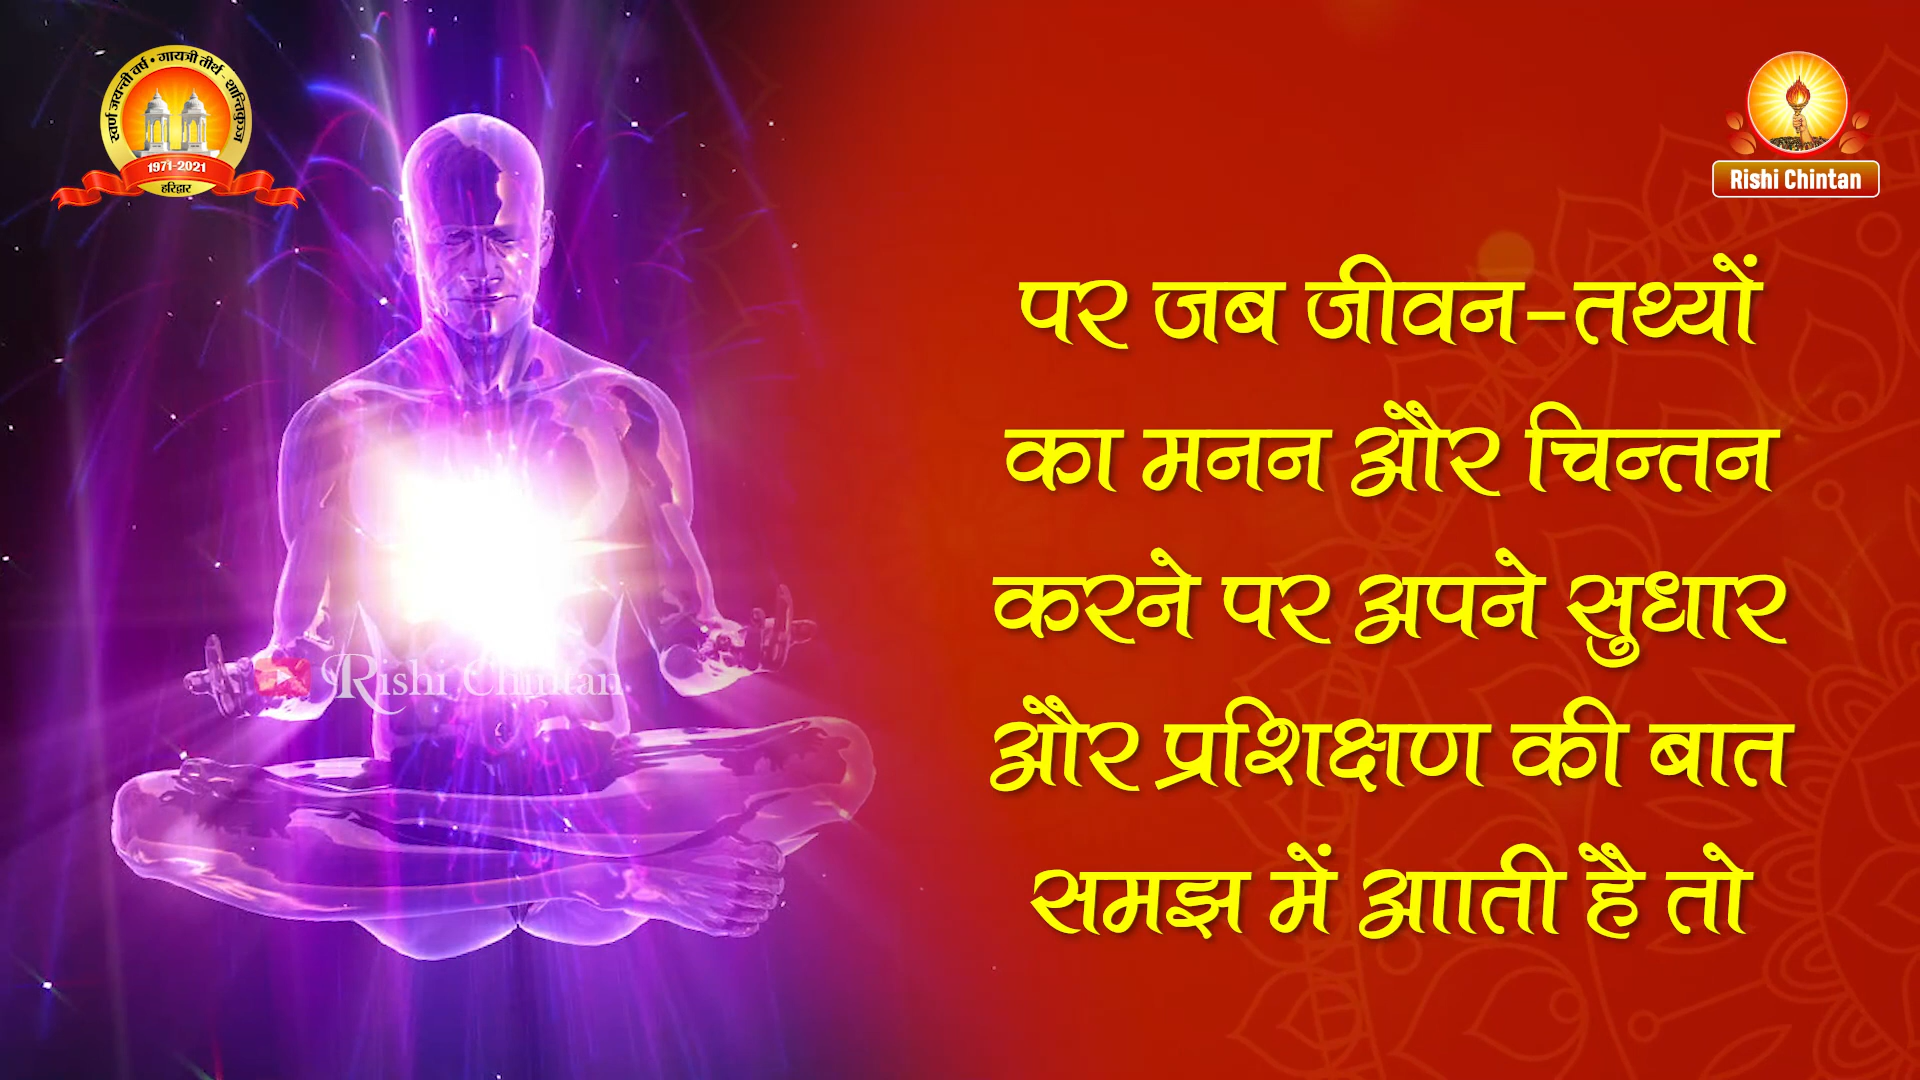 स्वर्ण जयन्ती वर्ष • गायत्री तीर्थ - शान्तिकुञ्ज
1971-2021
हरिद्वार
Rishi Chintan
पर जब जीवन-तथ्यों
का मनन और चिन्तन
करने पर अपने सुधार
और प्रशिक्षण की बात
समझ में आती है तो
Rishi Chintan